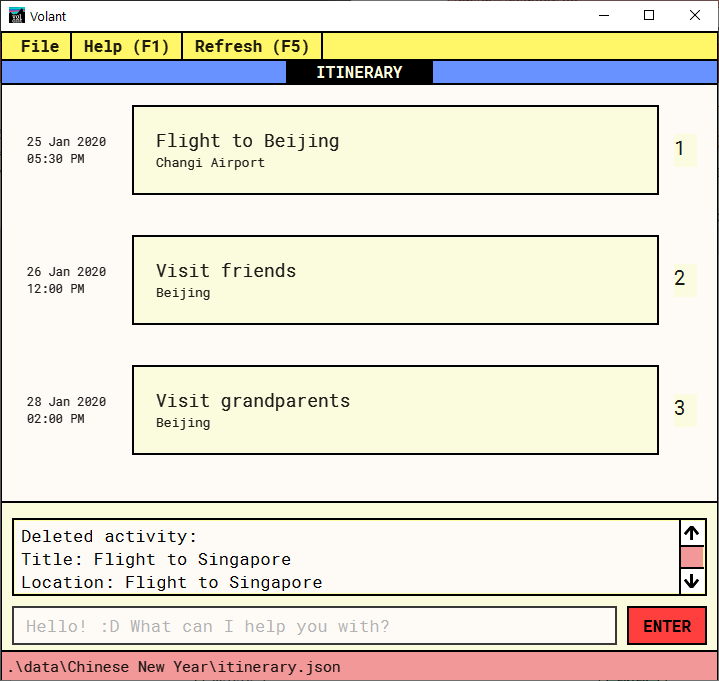 Volant
File Help (F1) Refresh (F5)
ITINERARY
25 Jan 2020
05:30 PM
Flight to Beijing
Changi Airport
1
26 Jan 2020
12:00 PM
Visit friends
Beijing
2
28 Jan 2020
02:00 PM
Visit grandparents
Beijing
3
Deleted activity:
Title: Flight to Singapore
Location: Flight to Singapore
Hello! :D What can I help you with?
ENTER
.\data\Chinese New Year\itinerary.json